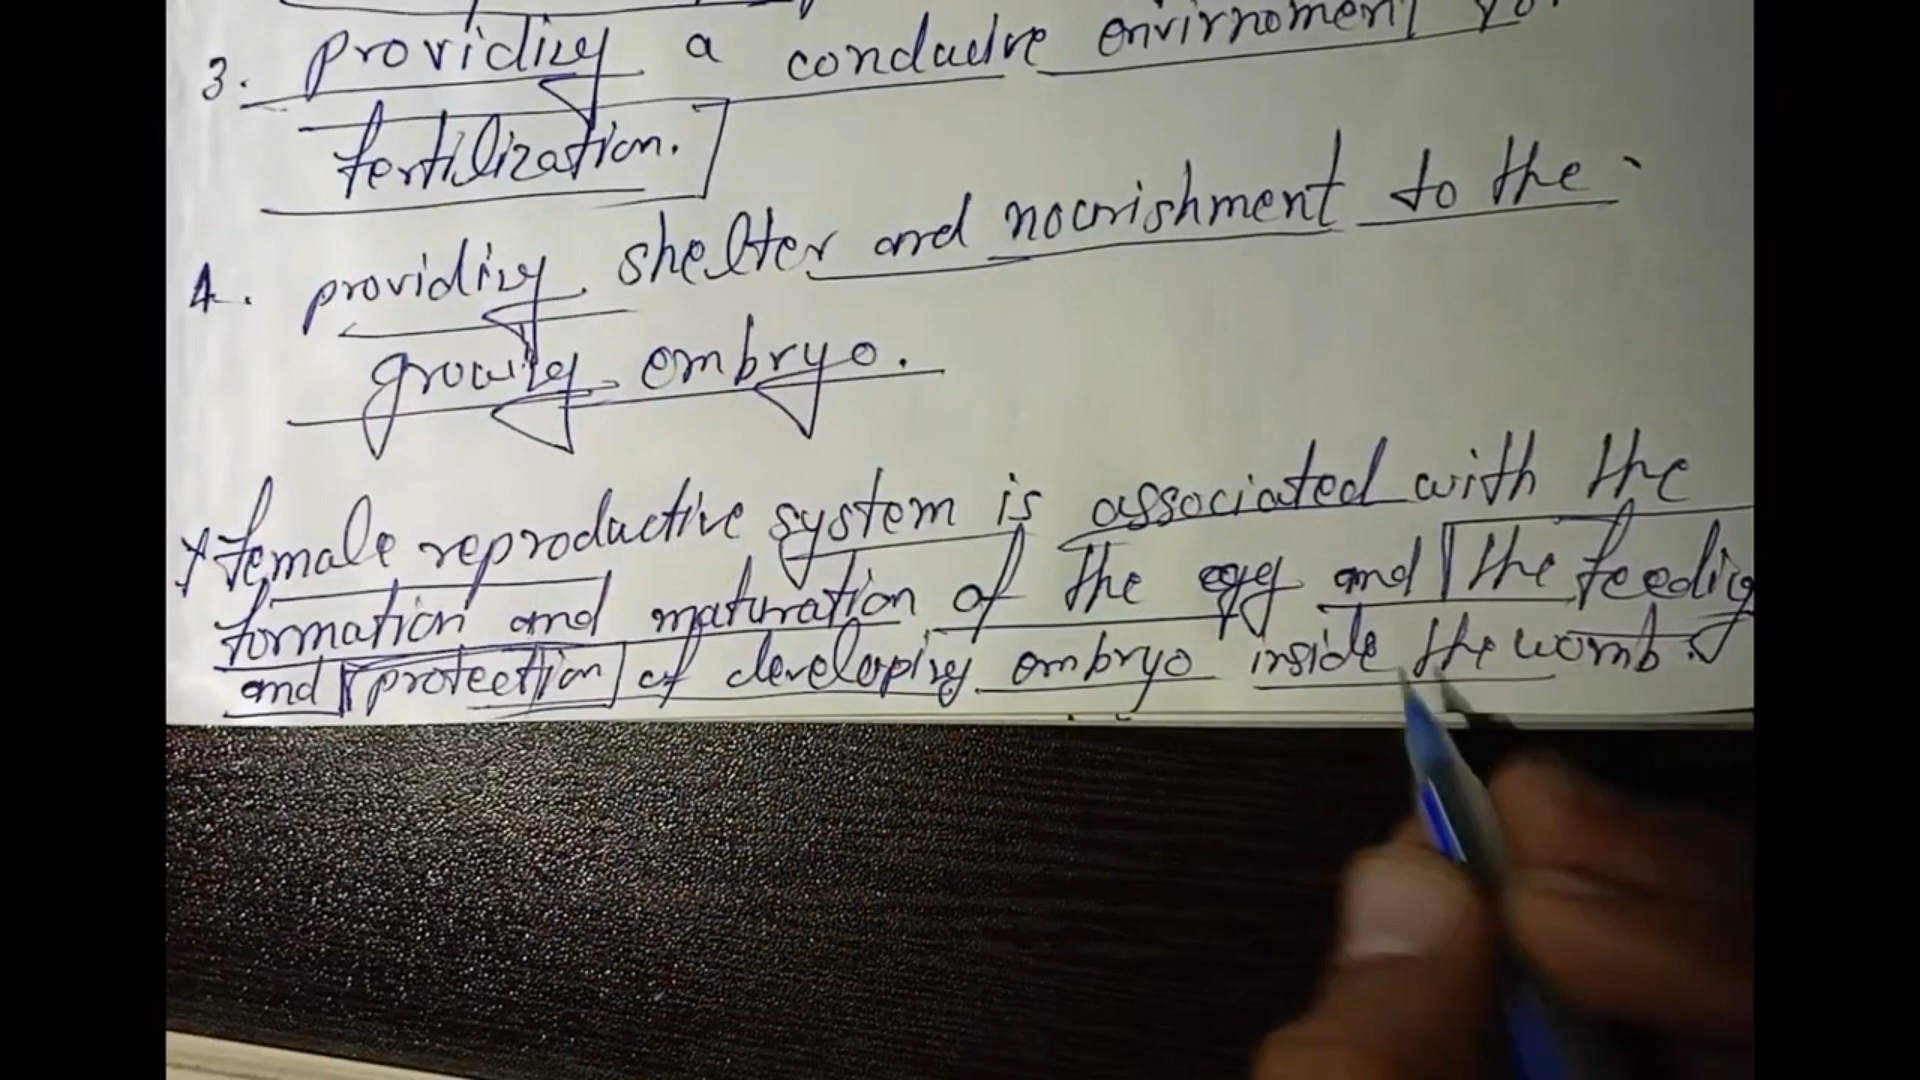 3. providing a conducive envirnoment for
fertilization.
4. providing shelter and nourishment to the
growing embryo.
* Female reproductive system is associated with the
formation and maturation of the egg and the feeding
and protection of developing embryo inside the womb.